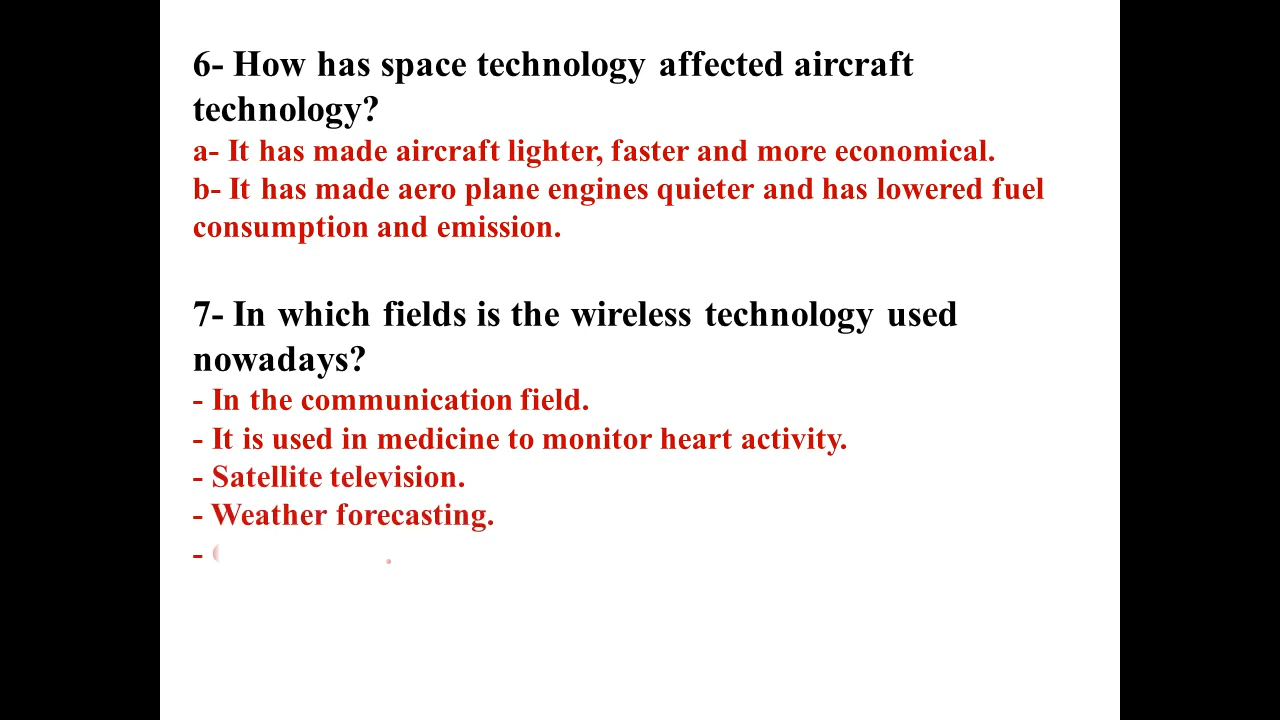 6- How has space technology affected aircraft
technology?
a- It has made aircraft lighter, faster and more economical.
b- It has made aero plane engines quieter and has lowered fuel
consumption and emission.
7- In which fields is the wireless technology used
nowadays?
- In the communication field.
- It is used in medicine to monitor heart activity.
- Satellite television.
- Weather forecasting.
-